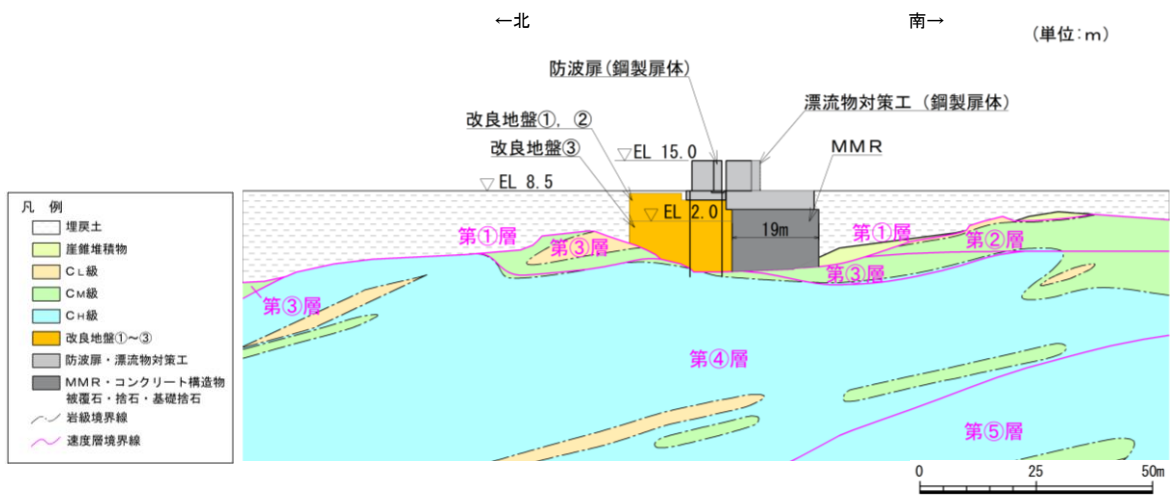 ←北
南→
(単位:m)
防波扉(鋼製扉体)
漂流物対策工(鋼製扉体)
改良地盤①,②
改良地盤③
MMR
▽EL 15.0
▽EL 8.5
▽EL 2.0
19m
第①層
第③層
第①層
第②層
第③層
第③層
第④層
第⑤層
凡 例
埋戻土
崖錐堆積物
CL級
CM級
CH級
改良地盤①~③
防波扉・漂流物対策工
MMR・コンクリート構造物
被覆石・捨石・基礎捨石
岩級境界線
速度層境界線
0 25 50m